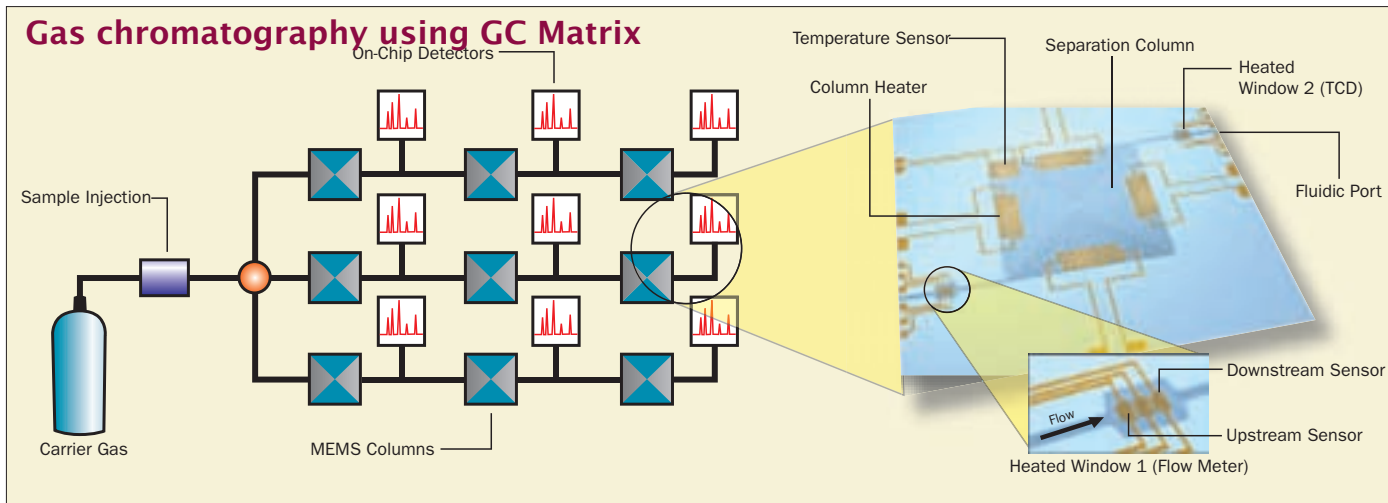 Gas chromatography using GC Matrix
On-Chip Detectors
Sample Injection
Carrier Gas
MEMS Columns
Temperature Sensor
Separation Column
Column Heater
Heated
Window 2 (TCD)
Fluidic Port
Downstream Sensor
Flow
Upstream Sensor
Heated Window 1 (Flow Meter)